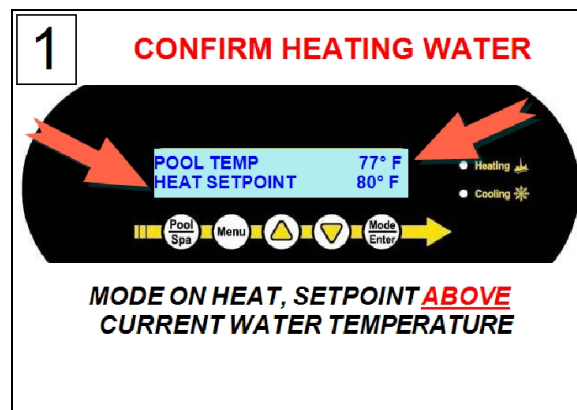 1
CONFIRM HEATING WATER
POOL TEMP 77° F
HEAT SETPOINT 80° F
Heating
Cooling
Pool
Spa
Menu
Mode
Enter
MODE ON HEAT, SETPOINT ABOVE
CURRENT WATER TEMPERATURE